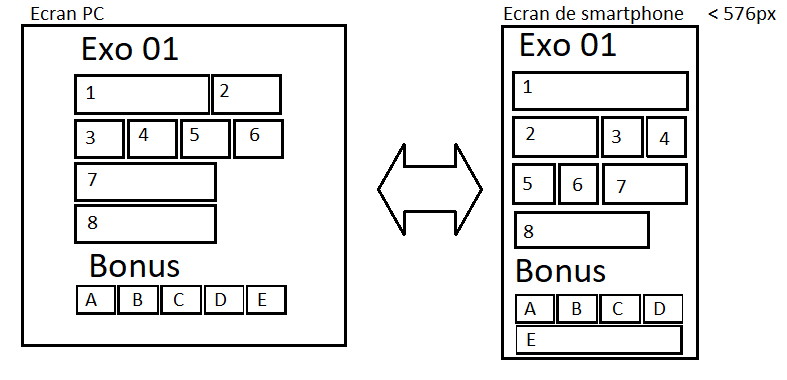 Ecran PC
Exo 01
1 2
3 4 5 6
7
8
Bonus
A B C D E
Ecran de smartphone < 576px
Exo 01
1
2 3 4
5 6 7
8
Bonus
A B C D
E